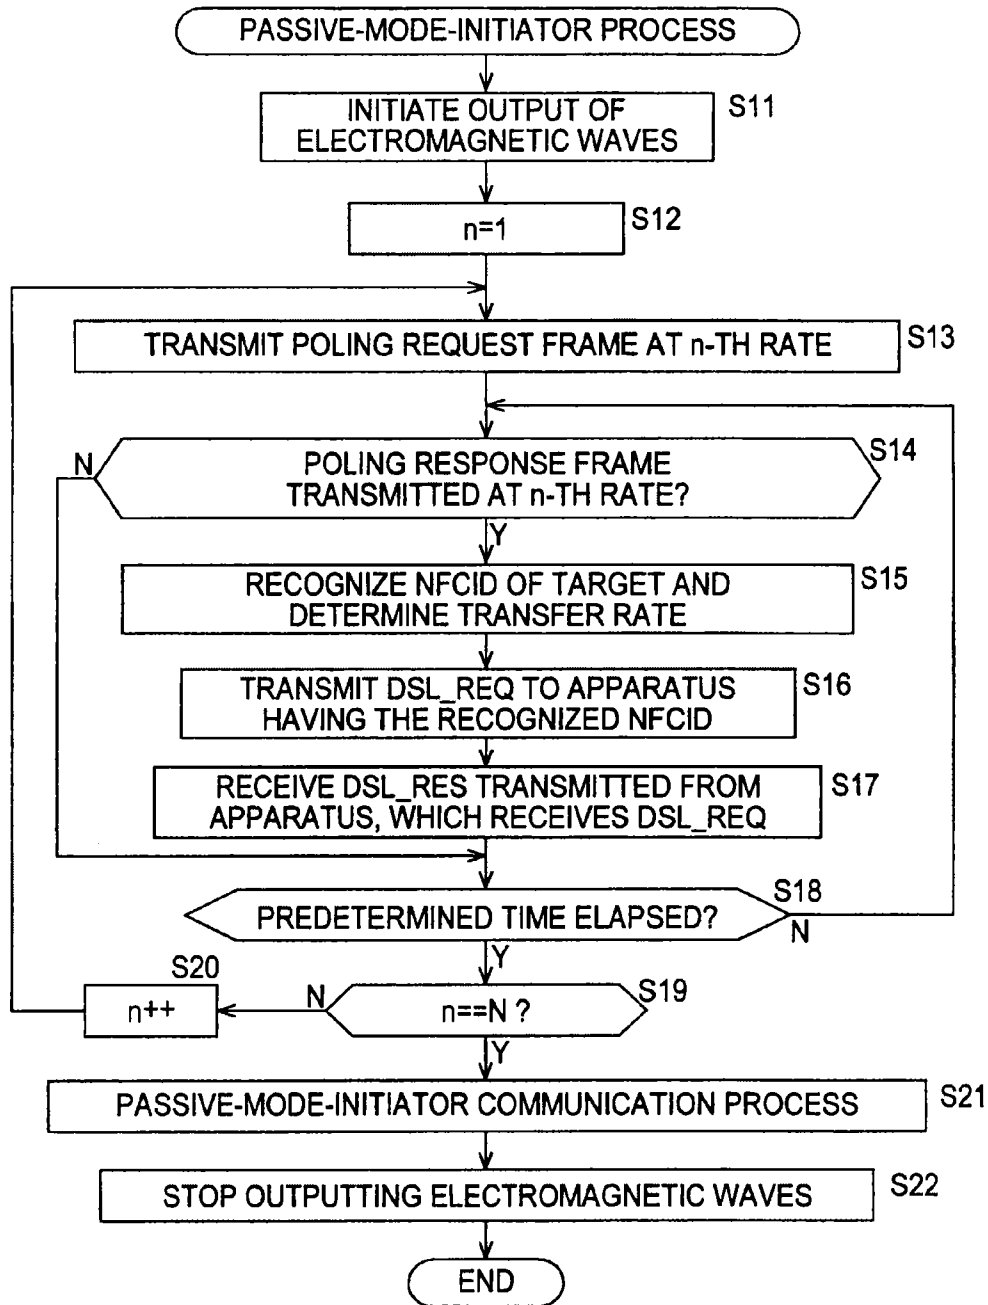 PASSIVE-MODE-INITIATOR PROCESS
INITIATE OUTPUT OF
ELECTROMAGNETIC WAVES
S11
n=1
S12
TRANSMIT POLING REQUEST FRAME AT n-TH RATE
S13
N
POLING RESPONSE FRAME
TRANSMITTED AT n-TH RATE?
S14
Y
RECOGNIZE NFCID OF TARGET AND
DETERMINE TRANSFER RATE
S15
TRANSMIT DSL_REQ TO APPARATUS
HAVING THE RECOGNIZED NFCID
S16
RECEIVE DSL_RES TRANSMITTED FROM
APPARATUS, WHICH RECEIVES DSL_REQ
S17
PREDETERMINED TIME ELAPSED?
S18
N
Y
S20
n++
N
n==N ?
S19
Y
PASSIVE-MODE-INITIATOR COMMUNICATION PROCESS
S21
STOP OUTPUTTING ELECTROMAGNETIC WAVES
S22
END